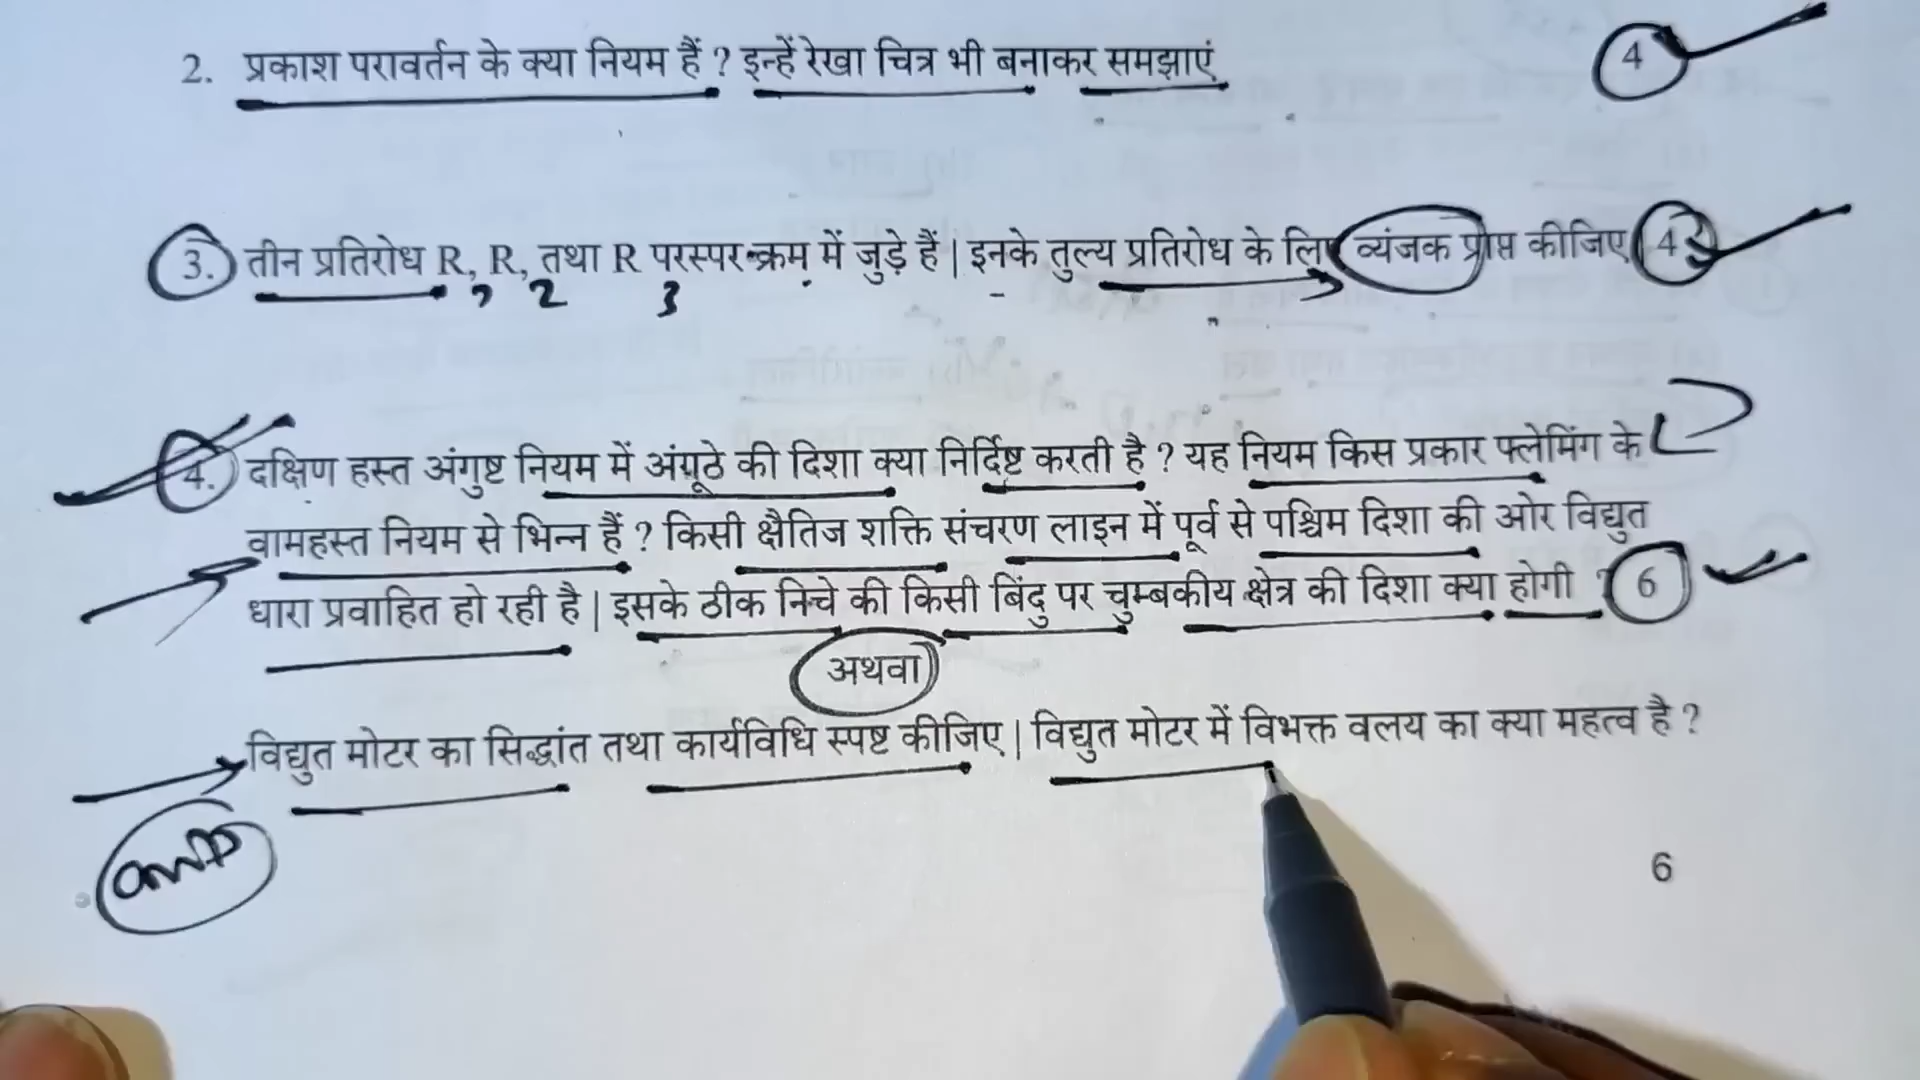 2. प्रकाश परावर्तन के क्या नियम हैं ? इन्हें रेखा चित्र भी बनाकर समझाएं 4
3. तीन प्रतिरोध R, R, तथा R परस्पर क्रम में जुड़े हैं | इनके तुल्य प्रतिरोध के लिए व्यंजक प्राप्त कीजिए 4
, 2 3
4. दक्षिण हस्त अंगुष्ट नियम में अंगूठे की दिशा क्या निर्दिष्ट करती है ? यह नियम किस प्रकार फ्लेमिंग के
वामहस्त नियम से भिन्न हैं ? किसी क्षैतिज शक्ति संचरण लाइन में पूर्व से पश्चिम दिशा की ओर विद्युत
धारा प्रवाहित हो रही है | इसके ठीक निचे की किसी बिंदु पर चुम्बकीय क्षेत्र की दिशा क्या होगी ? 6
अथवा
विद्युत मोटर का सिद्धांत तथा कार्यविधि स्पष्ट कीजिए | विद्युत मोटर में विभक्त वलय का क्या महत्व है ?
6